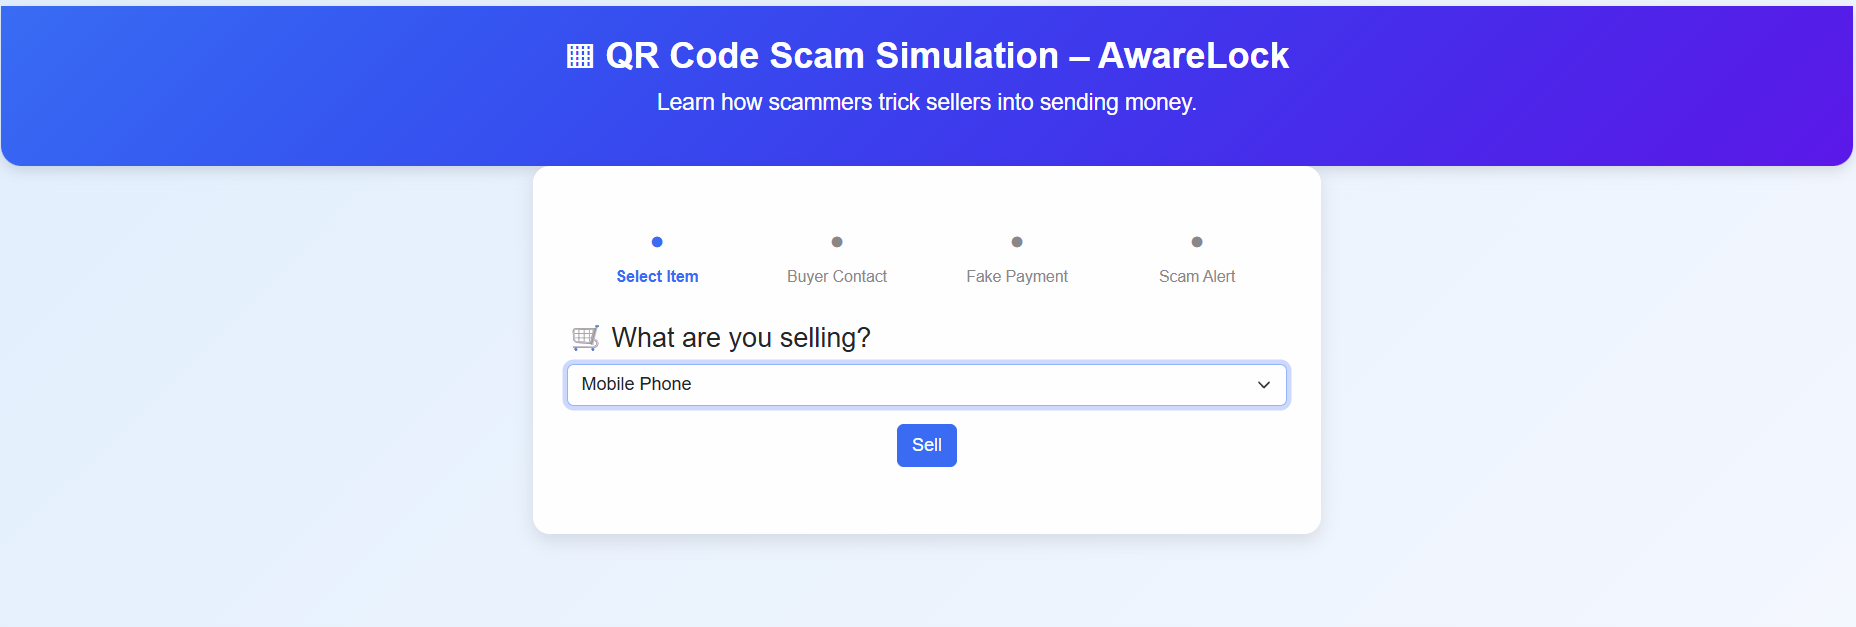 QR Code Scam Simulation – AwareLock
Learn how scammers trick sellers into sending money.
Select Item
Buyer Contact
Fake Payment
Scam Alert
What are you selling?
Mobile Phone
Sell